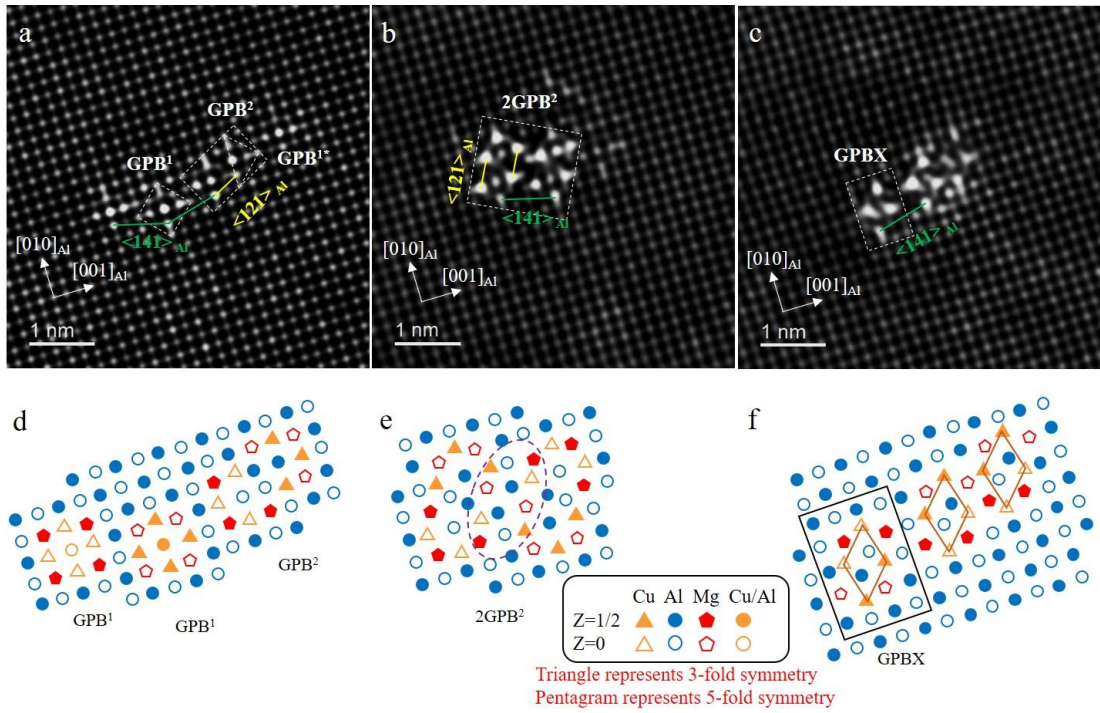 a
GPB²
GPB¹
GPB¹*
<121>Al
<141>Al
[010]Al
[001]Al
1 nm
b
2GPB²
<121>Al
<141>Al
[010]Al
[001]Al
1 nm
c
GPBX
<141>Al
[010]Al
[001]Al
1 nm
d
GPB²
GPB¹
GPB¹
e
2GPB²
f
GPBX
Cu Al Mg Cu/Al
Z=1/2
Z=0
Triangle represents 3-fold symmetry
Pentagram represents 5-fold symmetry